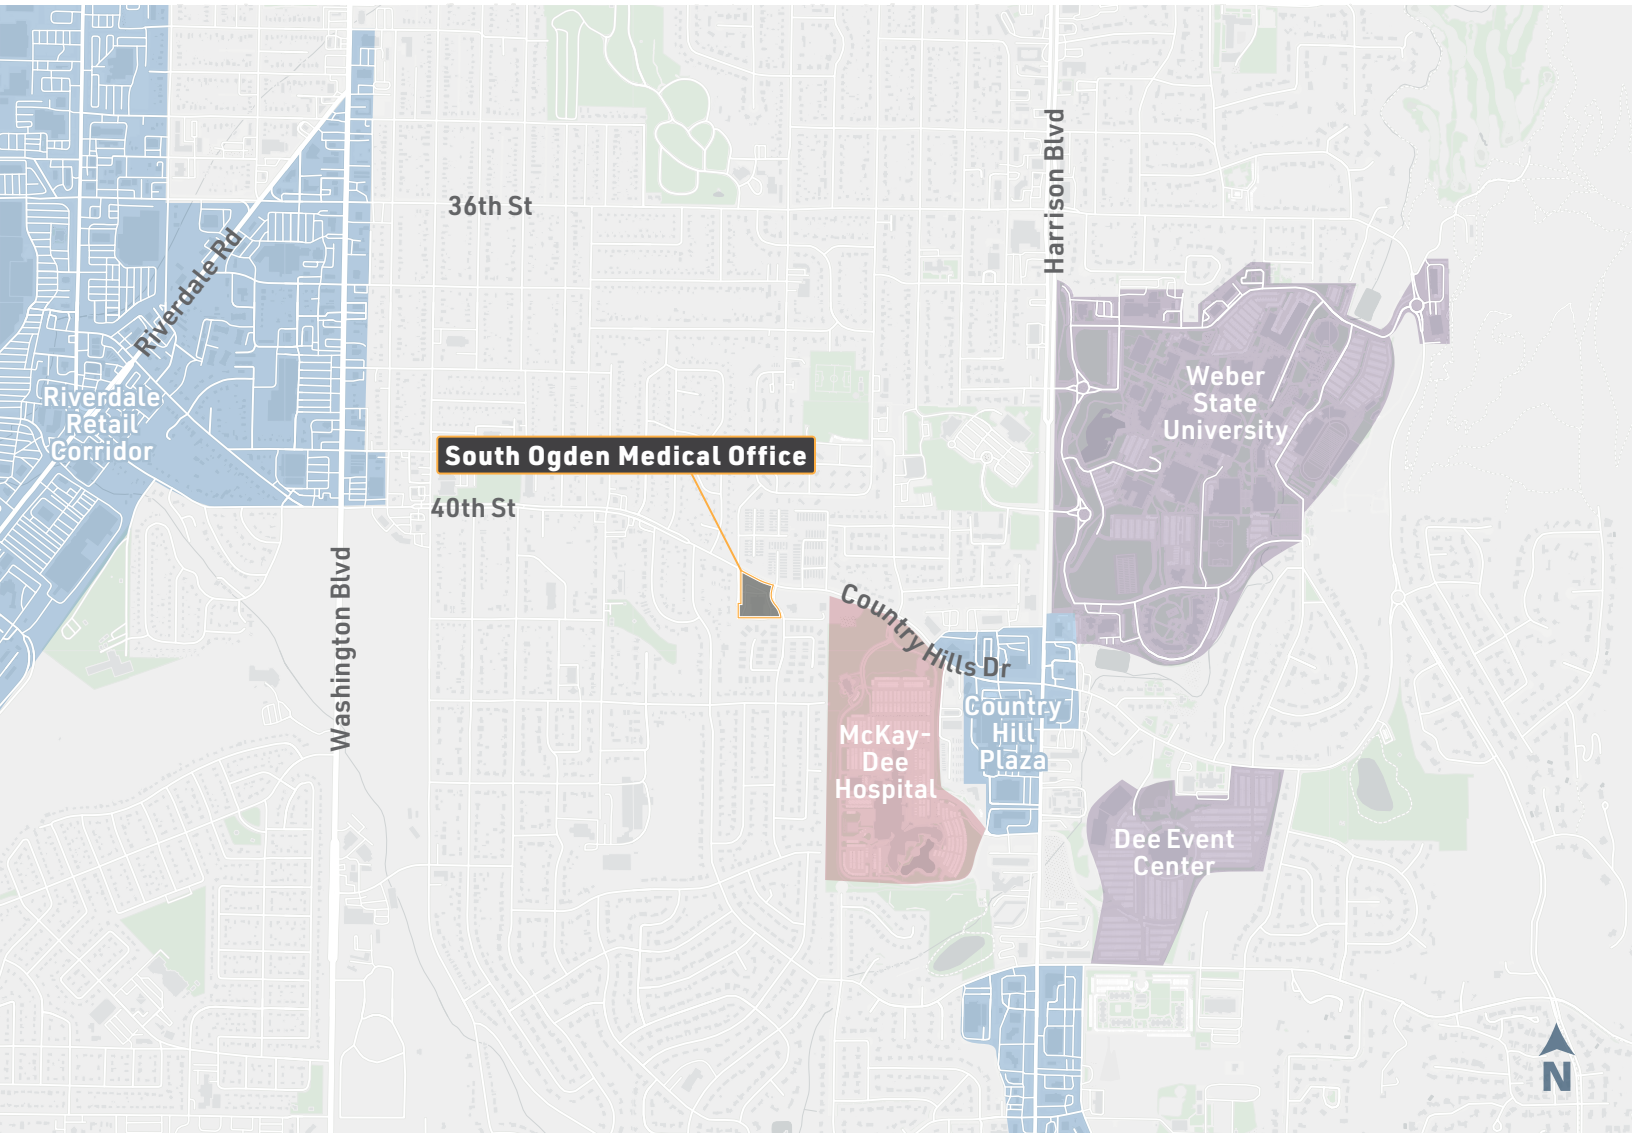 36th St
Harrison Blvd
Riverdale Rd
Riverdale
Retail
Corridor
Weber
State
University
South Ogden Medical Office
40th St
Washington Blvd
Country Hills Dr
Country
Hill
Plaza
McKay-
Dee
Hospital
Dee Event
Center
N